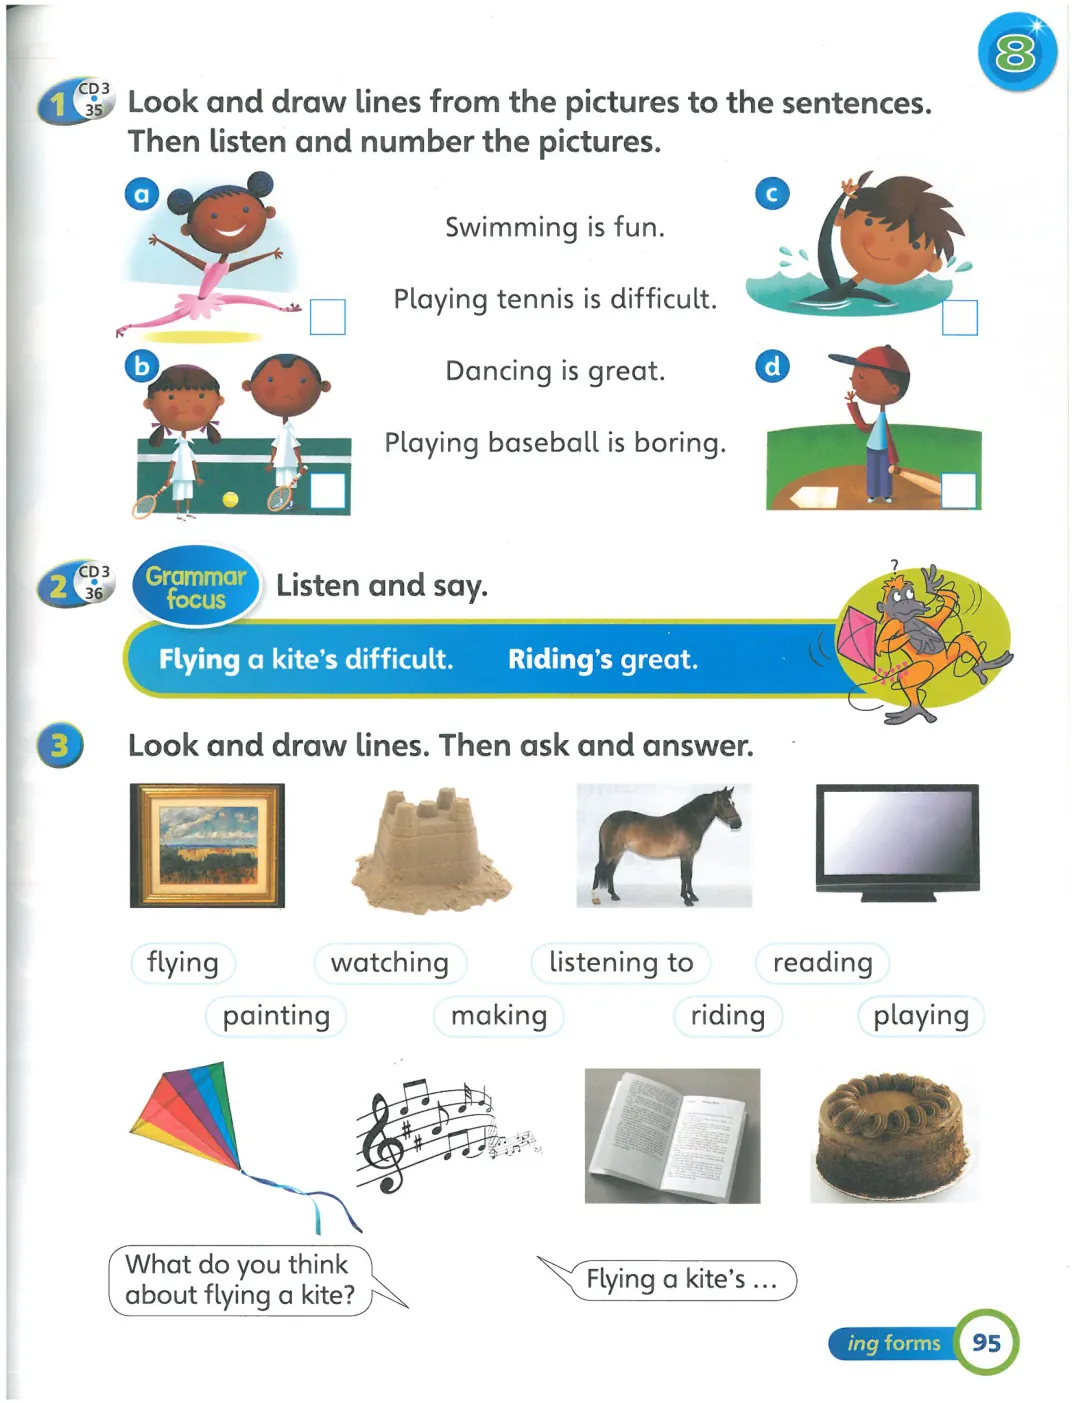 8
1 CD3 35 Look and draw lines from the pictures to the sentences.
Then listen and number the pictures.
a
c
Swimming is fun.
Playing tennis is difficult.
b
d
Dancing is great.
Playing baseball is boring.
2 CD3 36 Grammar focus Listen and say.
?
Flying a kite's difficult. Riding's great.
3 Look and draw lines. Then ask and answer.
flying watching listening to reading
painting making riding playing
What do you think
about flying a kite?
Flying a kite's ...
ing forms 95